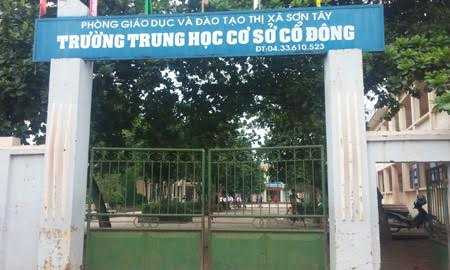 PHÒNG GIÁO DỤC VÀ ĐÀO TẠO THỊ XÃ SƠN TÂY
TRƯỜNG TRUNG HỌC CƠ SỞ CỔ ĐÔNG
ĐT:04.33.610.523